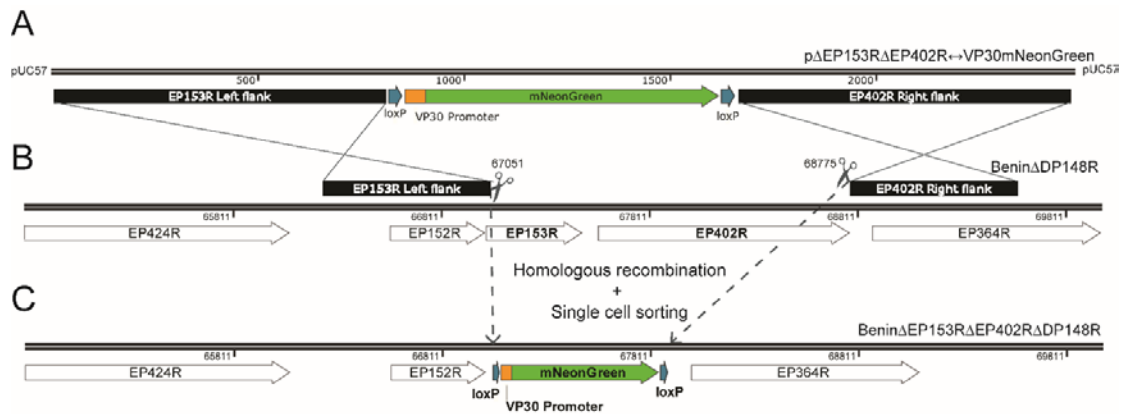 A
pΔEP153RΔEP402R↔VP30mNeonGreen
pUC57
pUC57
500
1000
1500
2000
EP153R Left flank
mNeonGreen
EP402R Right flank
loxP
loxP
VP30 Promoter
B
67051
68775
BeninΔDP148R
EP153R Left flank
EP402R Right flank
65811
66811
67811
68811
69811
EP424R
EP152R
EP153R
EP402R
EP364R
Homologous recombination
+
Single cell sorting
C
BeninΔEP153RΔEP402RΔDP148R
65811
66811
67811
68811
69811
EP424R
EP152R
mNeonGreen
EP364R
loxP
loxP
VP30 Promoter